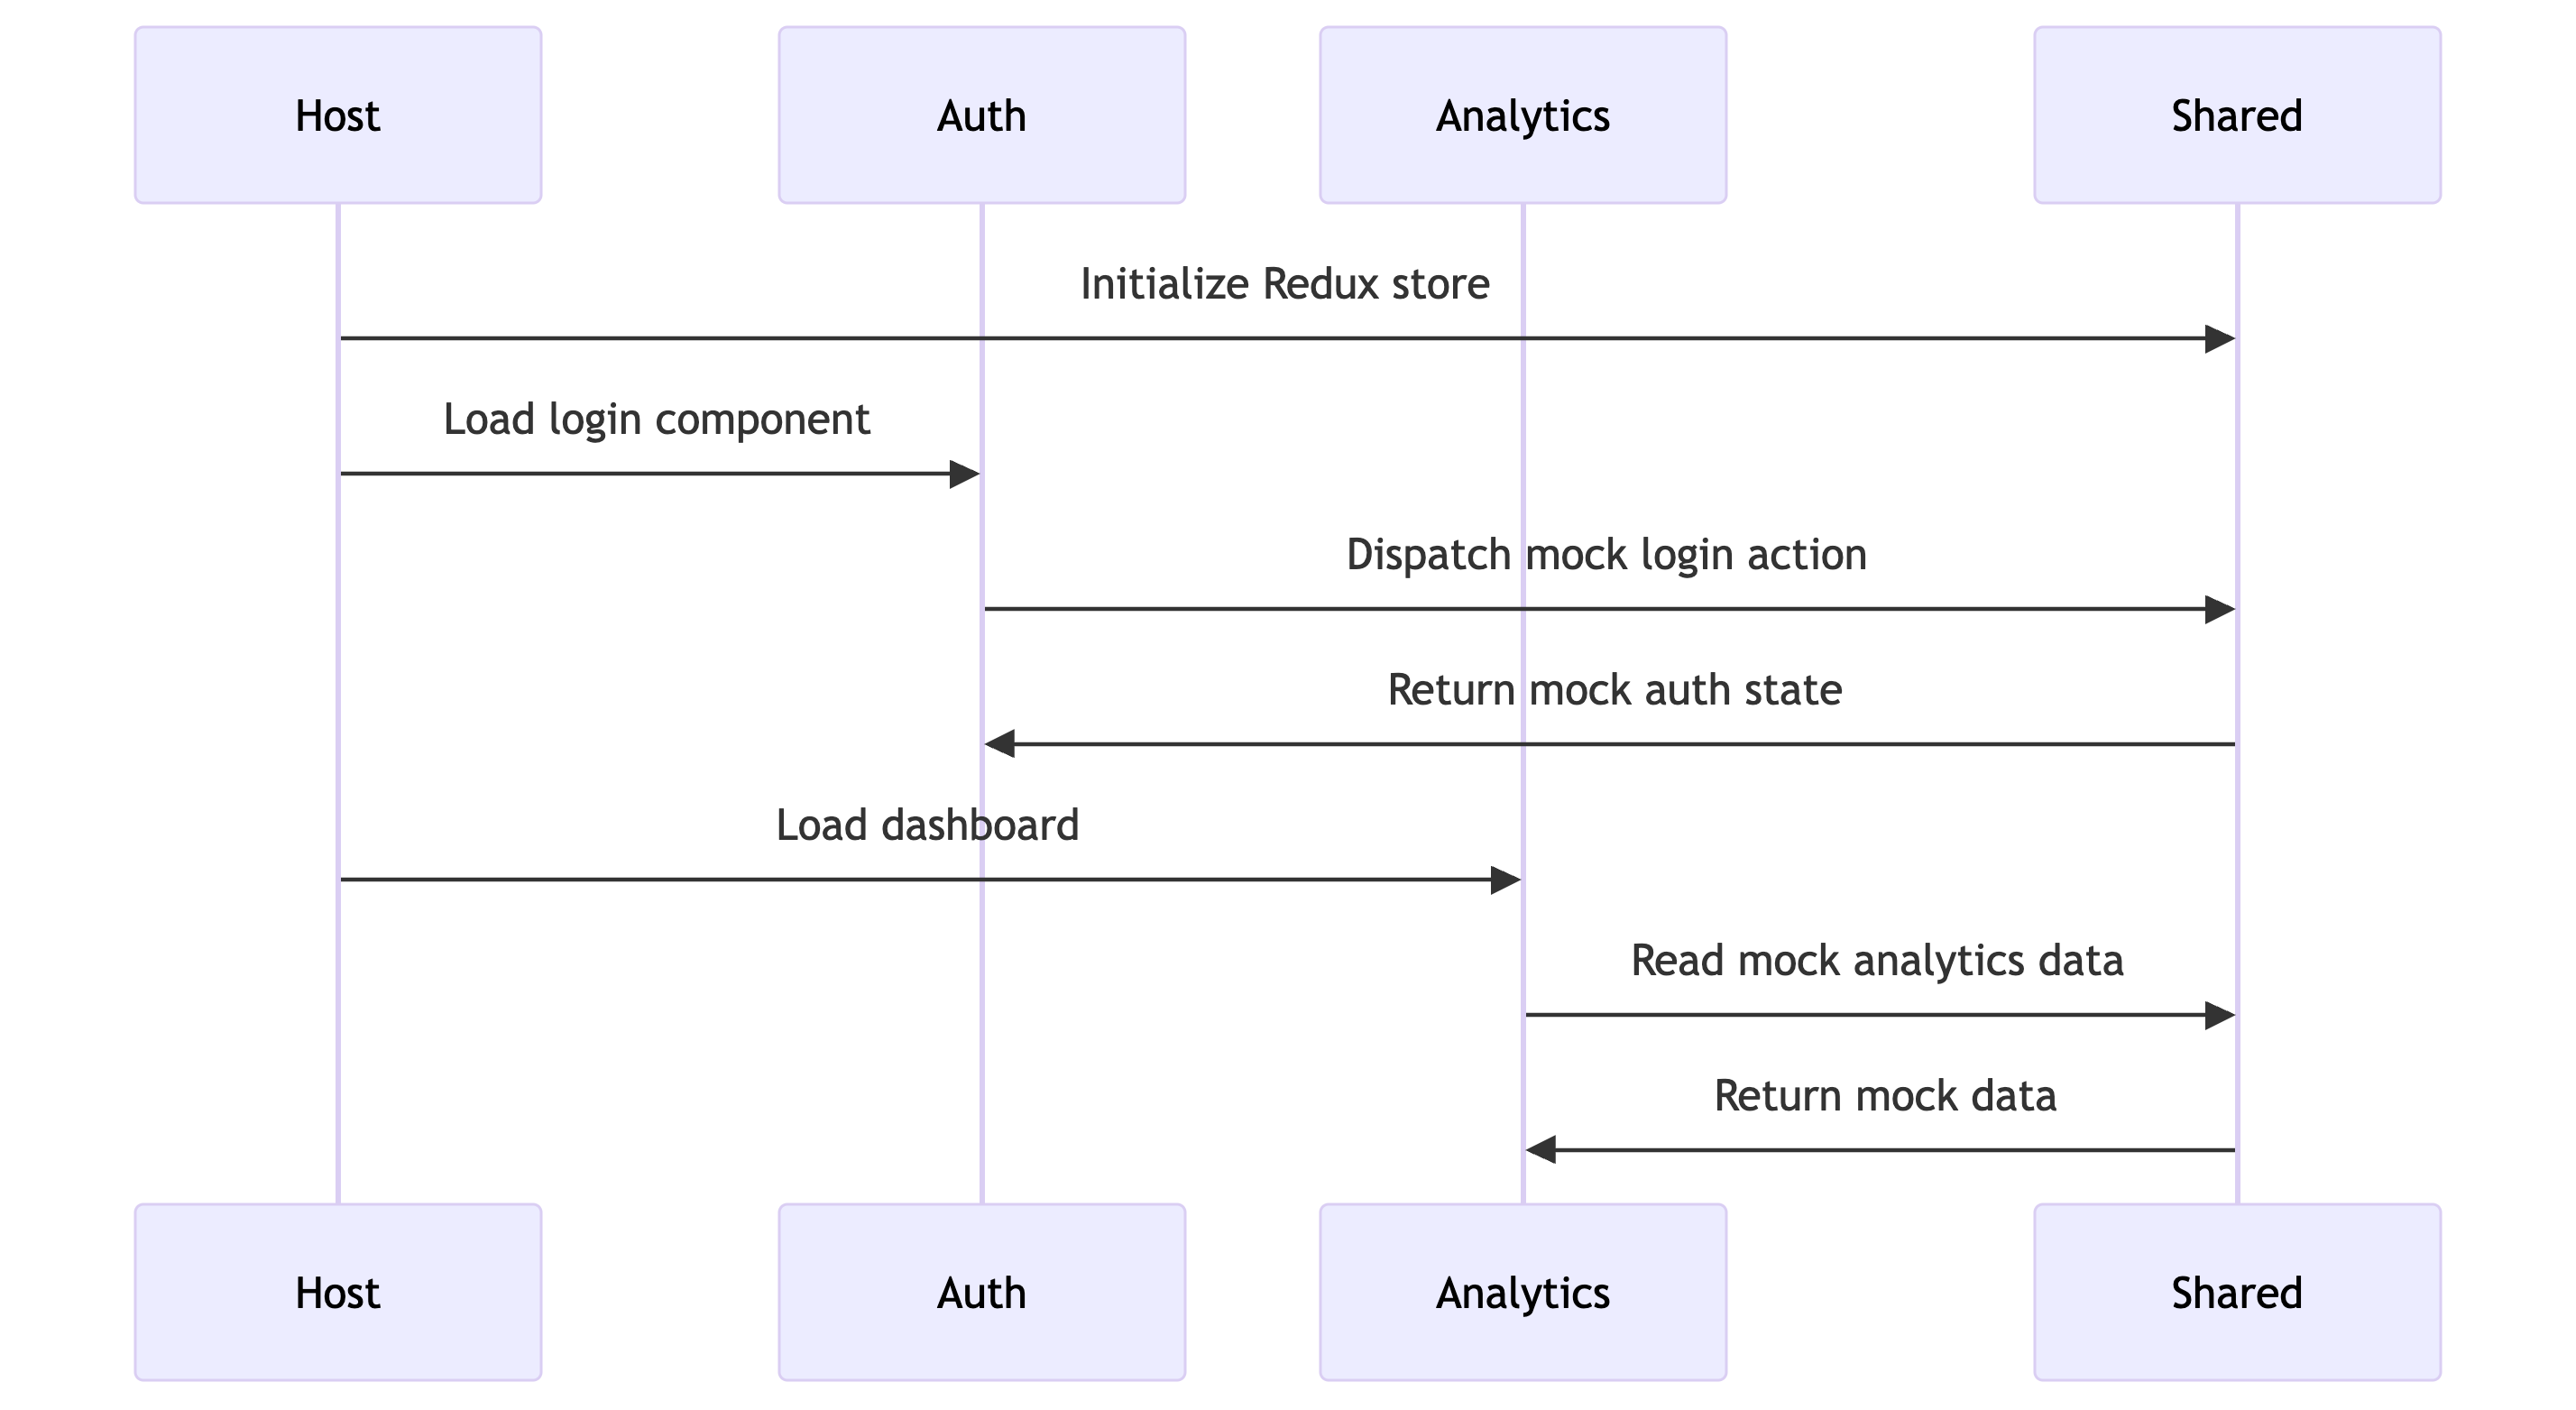 Host
Auth
Analytics
Shared
Initialize Redux store
Load login component
Dispatch mock login action
Return mock auth state
Load dashboard
Read mock analytics data
Return mock data
Host
Auth
Analytics
Shared